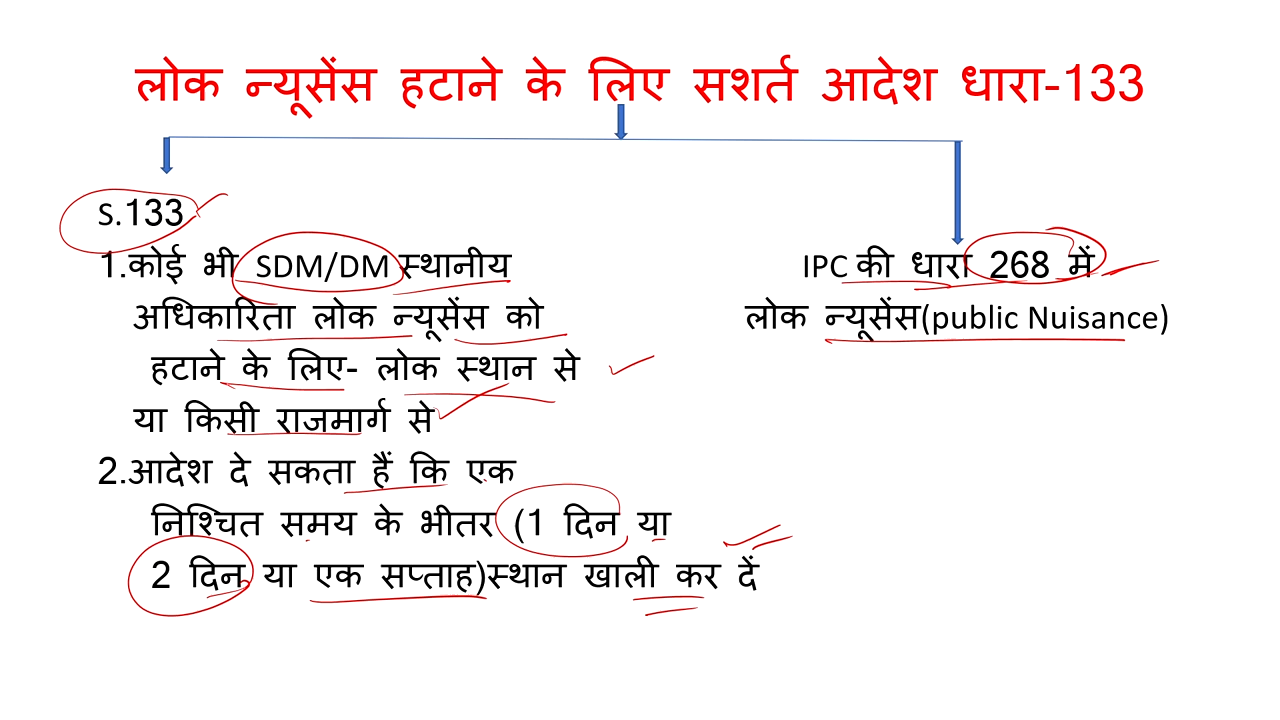 लोक न्यूसेंस हटाने के लिए सशर्त आदेश धारा-133
S.133
1.कोई भी SDM/DM स्थानीय
अधिकारिता लोक न्यूसेंस को
हटाने के लिए- लोक स्थान से
या किसी राजमार्ग से
2.आदेश दे सकता हैं कि एक
निश्चित समय के भीतर (1 दिन या
2 दिन या एक सप्ताह)स्थान खाली कर दें
IPC की धारा 268 में
लोक न्यूसेंस(public Nuisance)